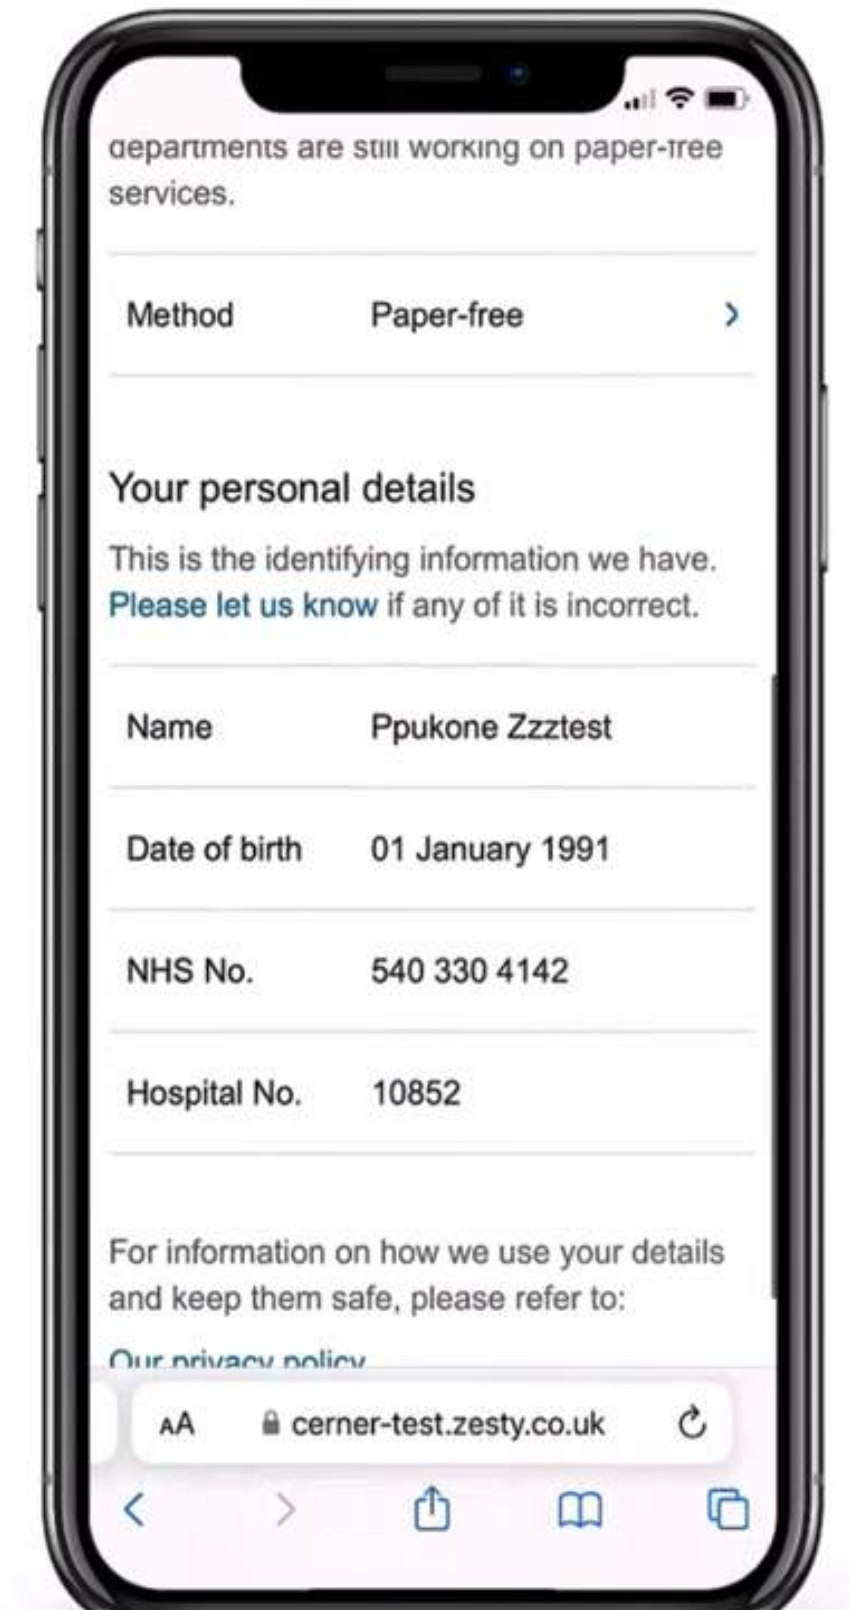 departments are still working on paper-free
services.
Method Paper-free
Your personal details
This is the identifying information we have.
Please let us know if any of it is incorrect.
Name Ppukone Zzztest
Date of birth 01 January 1991
NHS No. 540 330 4142
Hospital No. 10852
For information on how we use your details
and keep them safe, please refer to:
Our privacy policy
AA cerner-test.zesty.co.uk